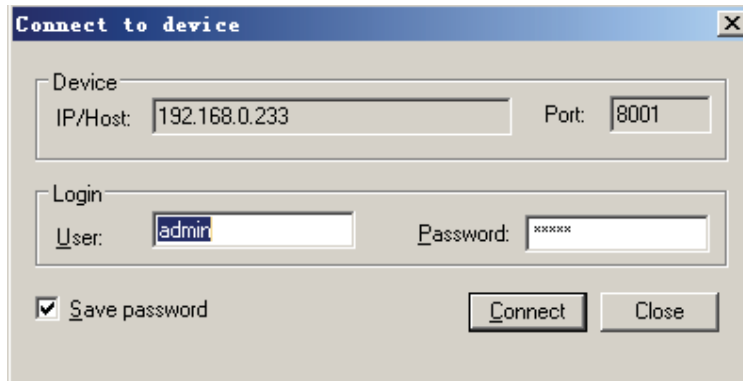 Connect to device
Device
IP/Host: 192.168.0.233 Port: 8001
Login
User: admin Password: *****
Save password Connect Close